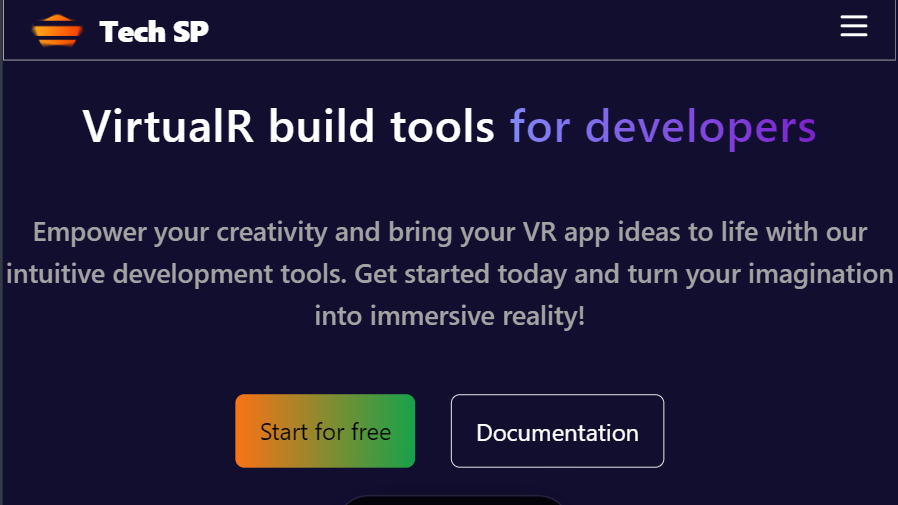 Tech SP
VirtualR build tools for developers
Empower your creativity and bring your VR app ideas to life with our
intuitive development tools. Get started today and turn your imagination
into immersive reality!
Start for free
Documentation